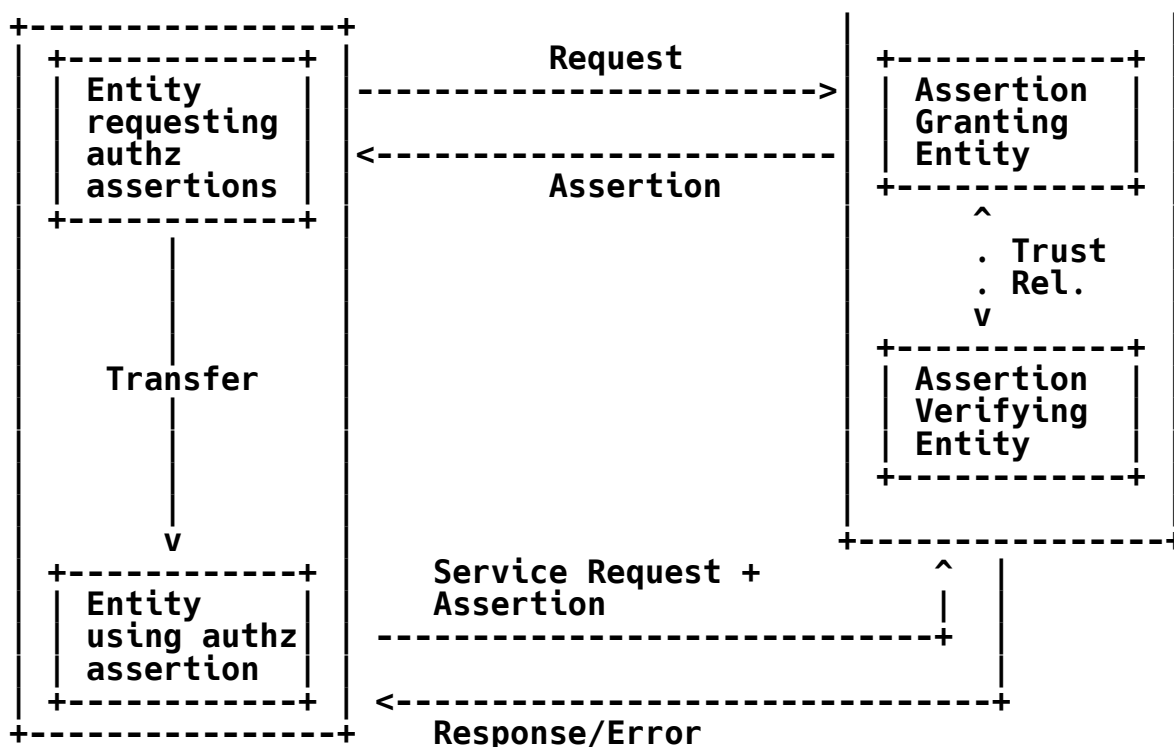 Request
Entity
requesting
authz
assertions
Assertion
Granting
Entity
Assertion
Trust
Rel.
Transfer
Assertion
Verifying
Entity
Service Request +
Assertion
Entity
using authz
assertion
Response/Error